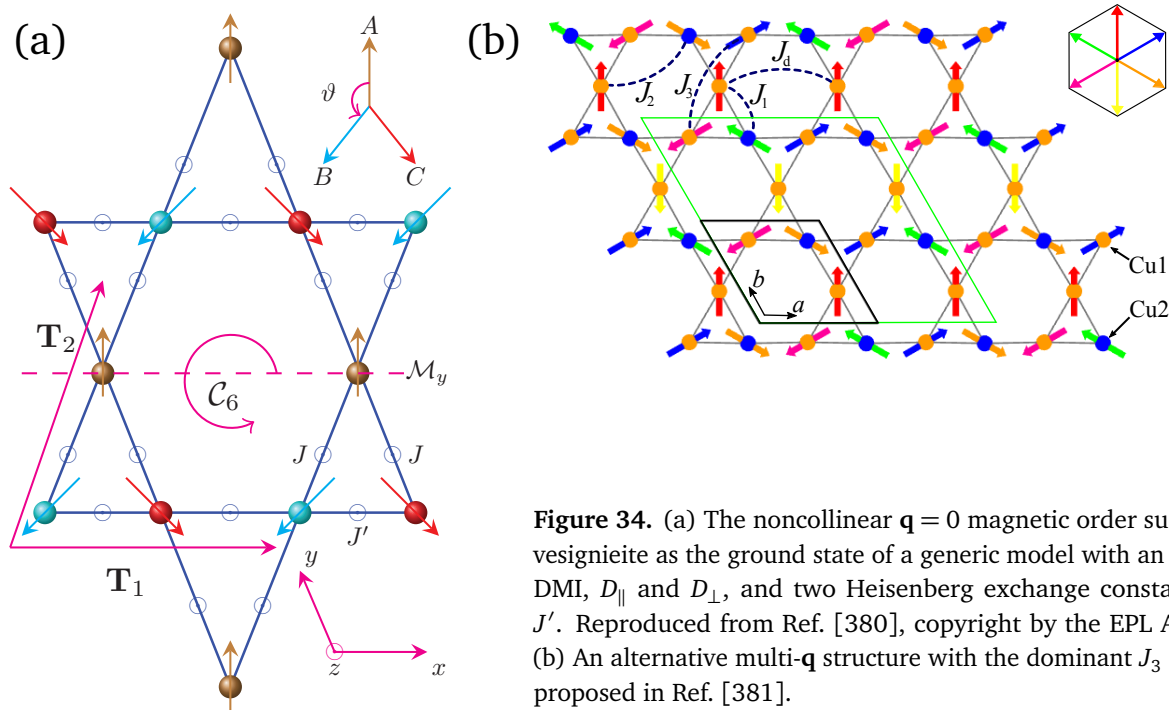 (a)
A
ϑ
B
C
T₂
𝓜y
𝒞₆
J
J
J′
T₁
y
z
x
(b)
J₂
J₃
J_d
J₁
b
a
Cu1
Cu2
Figure 34. (a) The noncollinear q = 0 magnetic order su
vesignieite as the ground state of a generic model with an
DMI, D∥ and D⊥, and two Heisenberg exchange consta
J′. Reproduced from Ref. [380], copyright by the EPL A
(b) An alternative multi-q structure with the dominant J₃
proposed in Ref. [381].